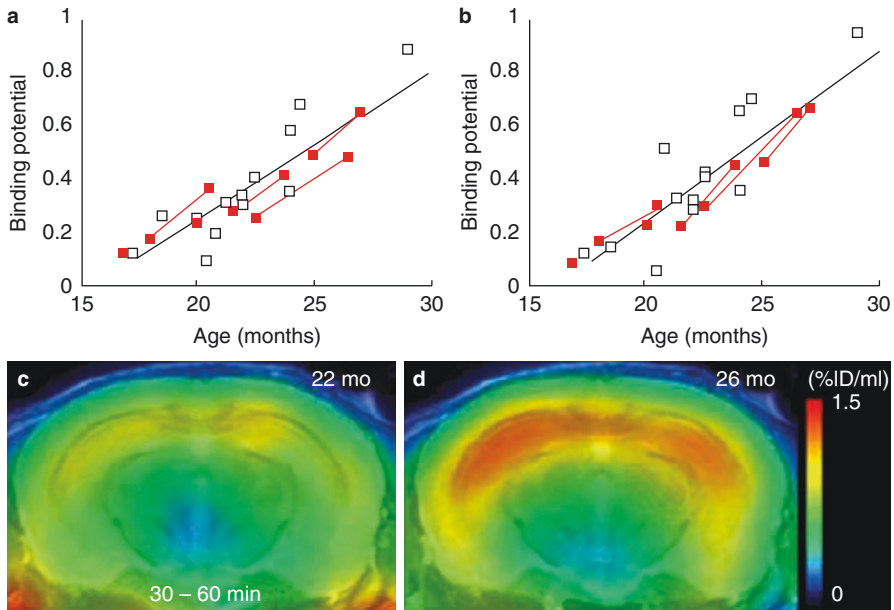 a
1
0.8
0.6
0.4
0.2
0
Binding potential
15 20 25 30
Age (months)
b
1
0.8
0.6
0.4
0.2
0
Binding potential
15 20 25 30
Age (months)
c 22 mo
30 – 60 min
d 26 mo
(%ID/ml)
1.5
0